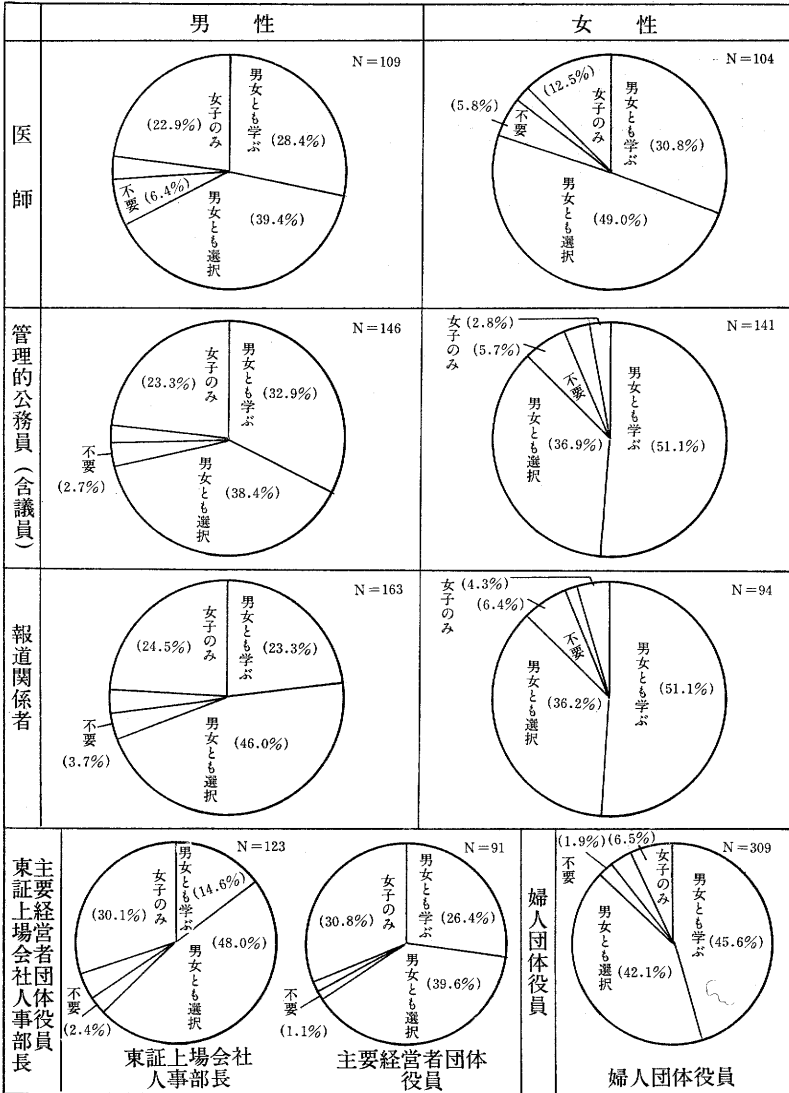 男性
女性
医師
N=109
男女とも学ぶ
(28.4%)
男女とも選択
(39.4%)
不要
(6.4%)
女子のみ
(22.9%)
N=104
男女とも学ぶ
(30.8%)
男女とも選択
(49.0%)
不要
(5.8%)
女子のみ
(12.5%)
管理的公務員(含議員)
N=146
男女とも学ぶ
(32.9%)
男女とも選択
(38.4%)
不要
(2.7%)
女子のみ
(23.3%)
N=141
男女とも学ぶ
(51.1%)
男女とも選択
(36.9%)
不要
(5.7%)
女子のみ
(2.8%)
報道関係者
N=163
男女とも学ぶ
(23.3%)
男女とも選択
(46.0%)
不要
(3.7%)
女子のみ
(24.5%)
N=94
男女とも学ぶ
(51.1%)
男女とも選択
(36.2%)
不要
(6.4%)
女子のみ
(4.3%)
主要経営者団体役員
東証上場会社人事部長
N=123
男女とも学ぶ
(14.6%)
男女とも選択
(48.0%)
不要
(2.4%)
女子のみ
(30.1%)
東証上場会社
人事部長
N=91
男女とも学ぶ
(26.4%)
男女とも選択
(39.6%)
不要
(1.1%)
女子のみ
(30.8%)
主要経営者団体
役員
婦人団体役員
N=309
男女とも学ぶ
(45.6%)
男女とも選択
(42.1%)
不要
(1.9%)
女子のみ
(6.5%)
婦人団体役員